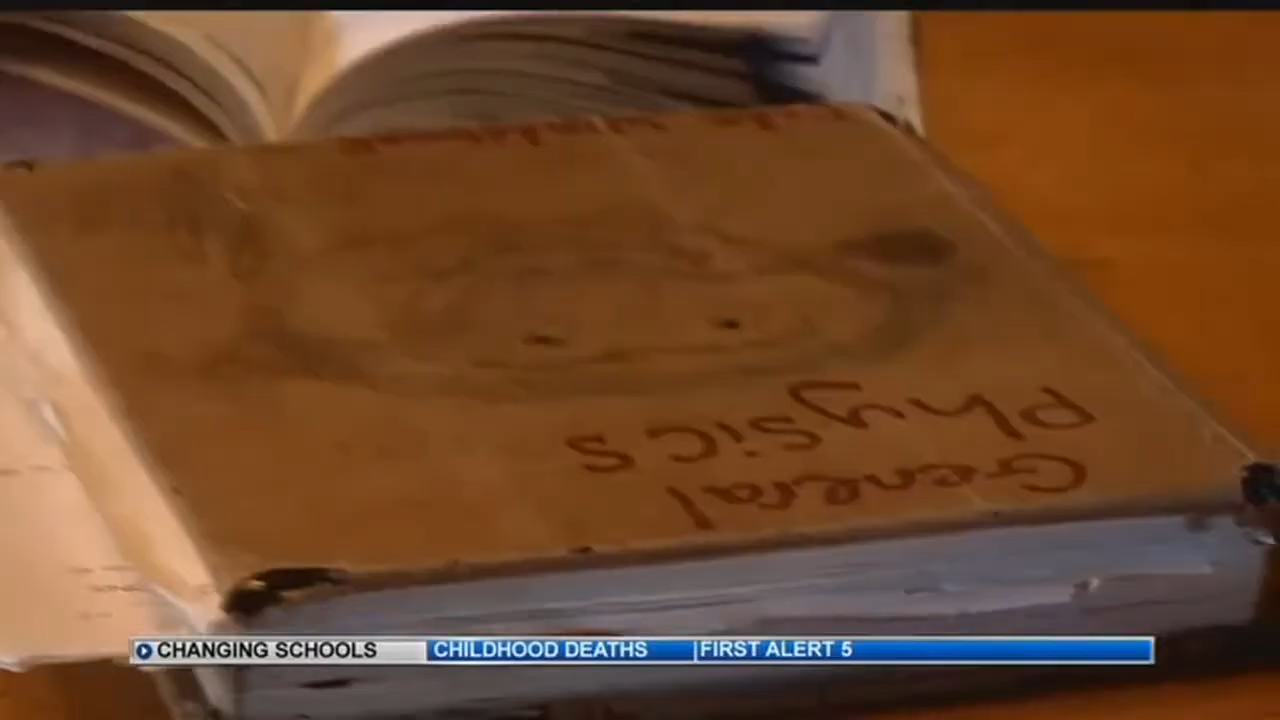 General
Physics
CHANGING SCHOOLS
CHILDHOOD DEATHS
FIRST ALERT 5